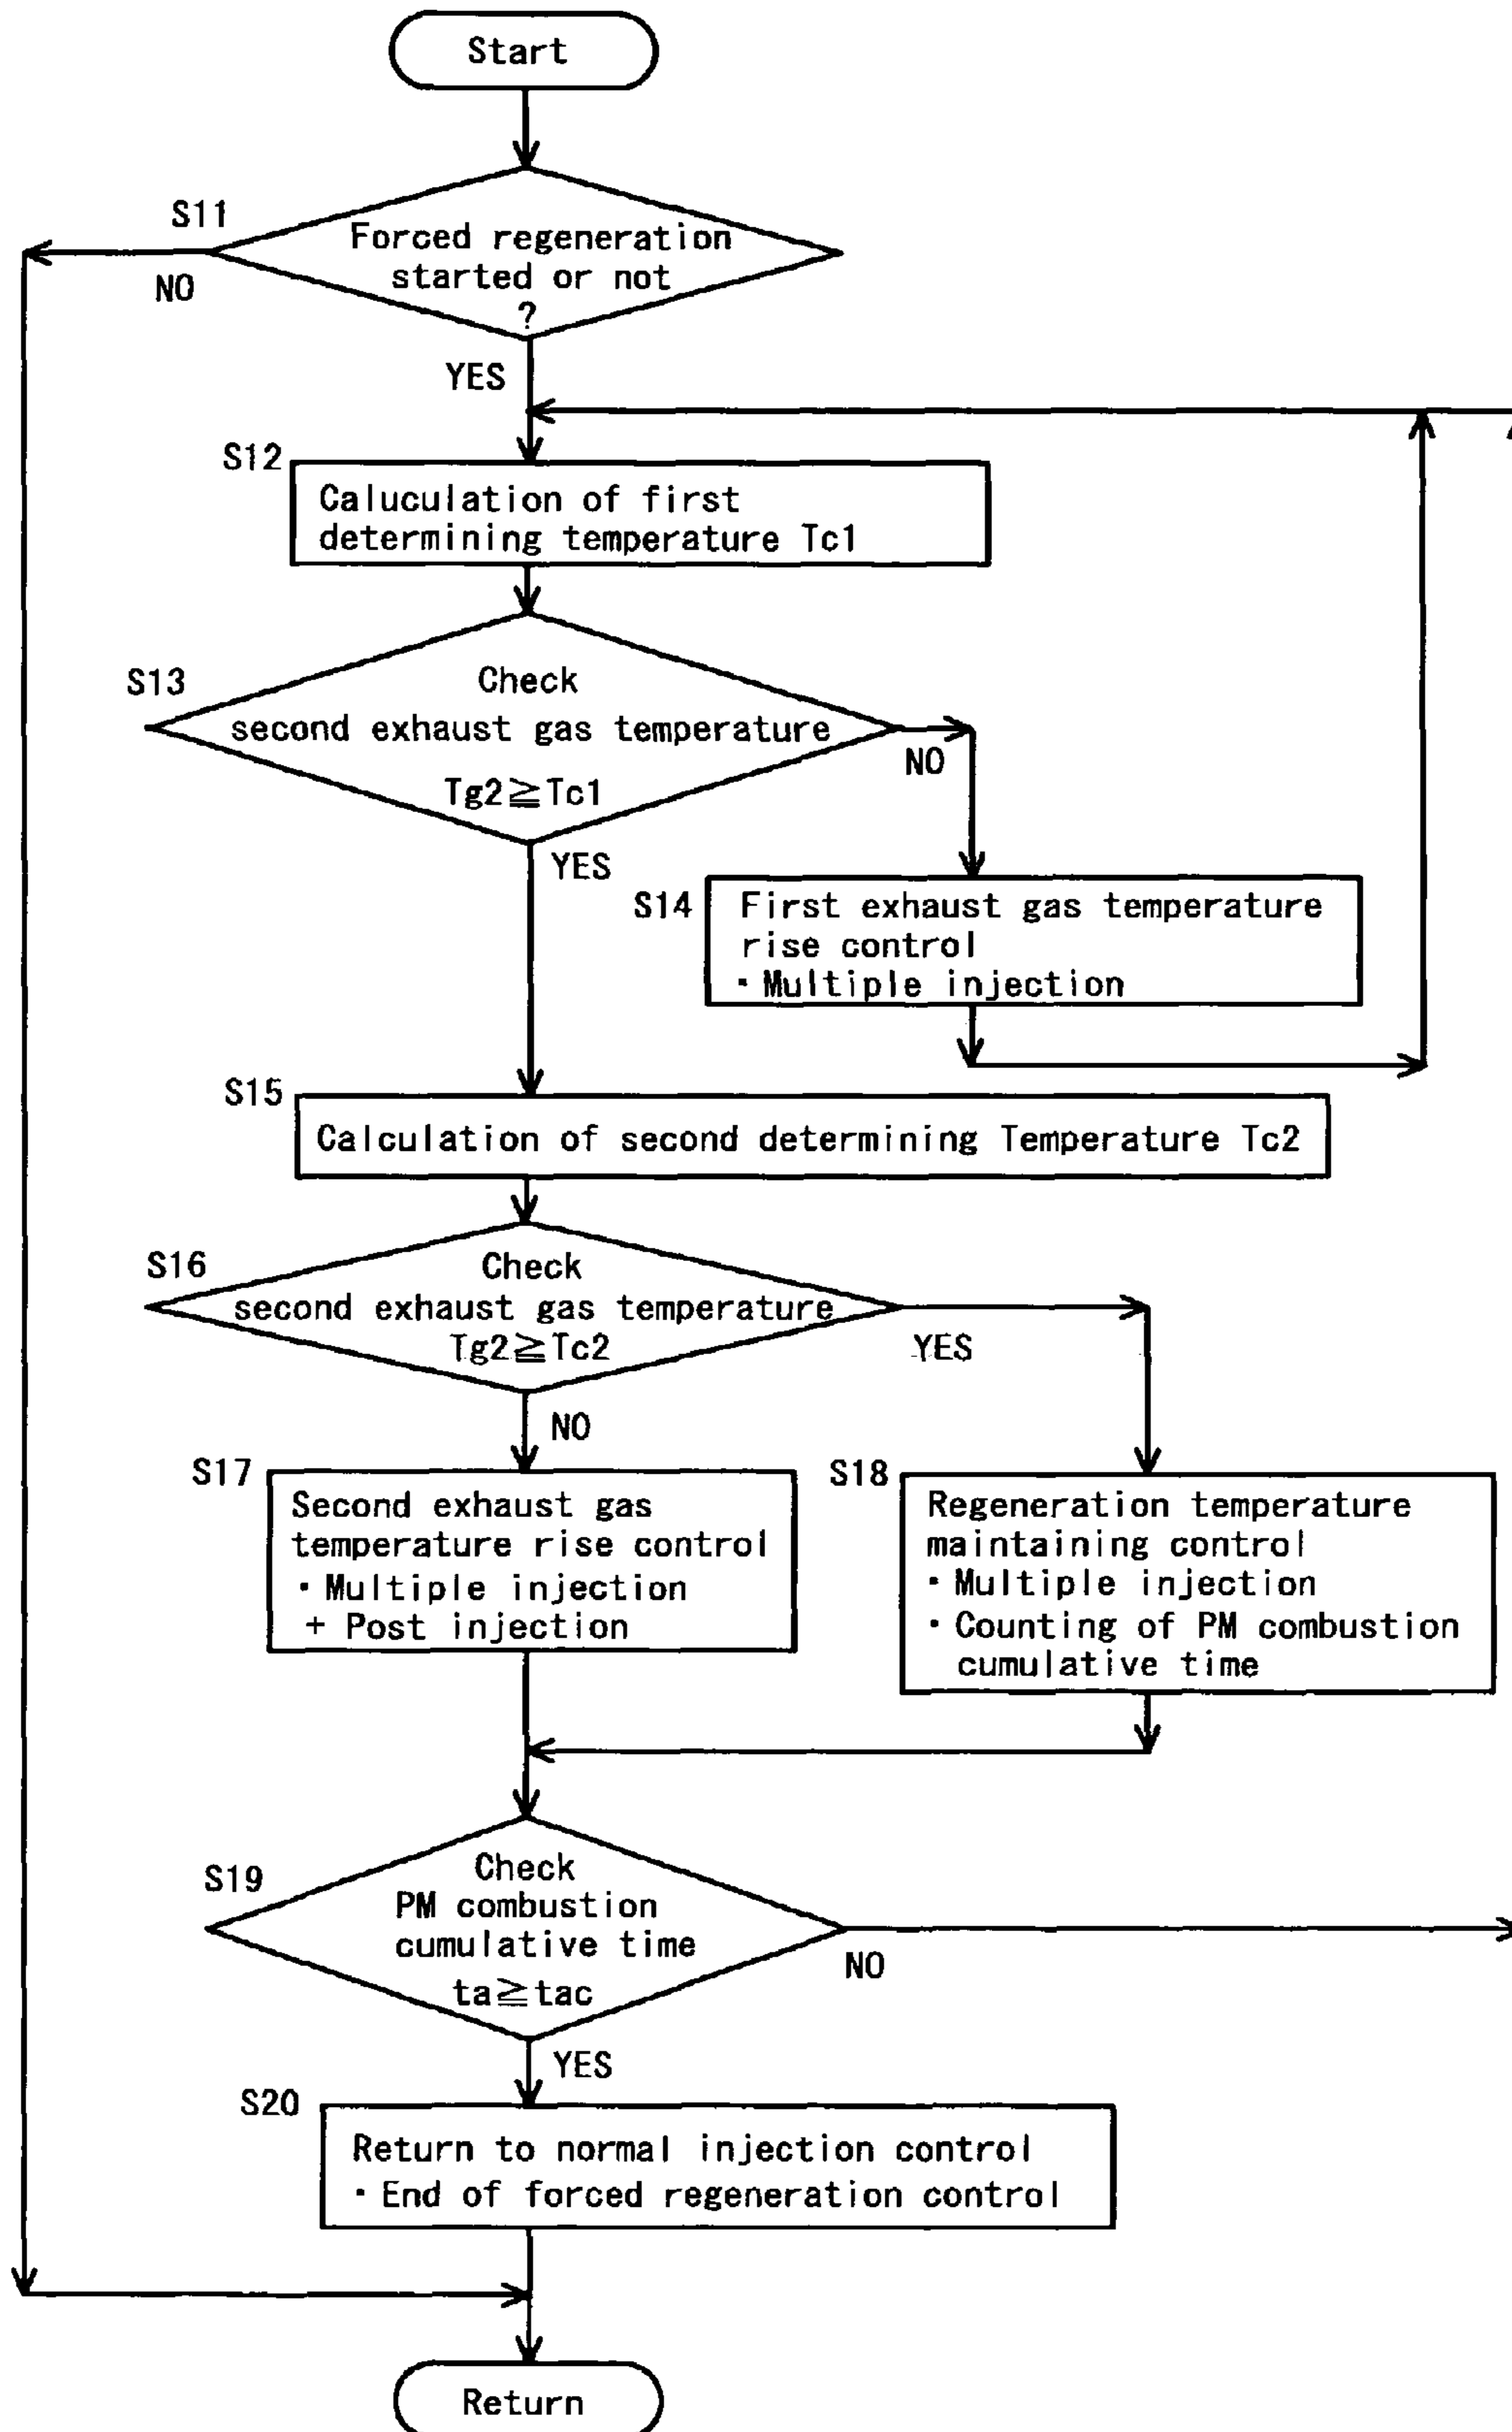 Start
S11
Forced regeneration
started or not
?
NO
YES
S12
Caluculation of first
determining temperature Tc1
S13
Check
second exhaust gas temperature
Tg2≧Tc1
NO
YES
S14
First exhaust gas temperature
rise control
・Multiple injection
S15
Calculation of second determining Temperature Tc2
S16
Check
second exhaust gas temperature
Tg2≧Tc2
YES
NO
S17
Second exhaust gas
temperature rise control
・Multiple injection
+ Post injection
S18
Regeneration temperature
maintaining control
・Multiple injection
・Counting of PM combustion
cumulative time
S19
Check
PM combustion
cumulative time
ta≧tac
NO
YES
S20
Return to normal injection control
・End of forced regeneration control
Return